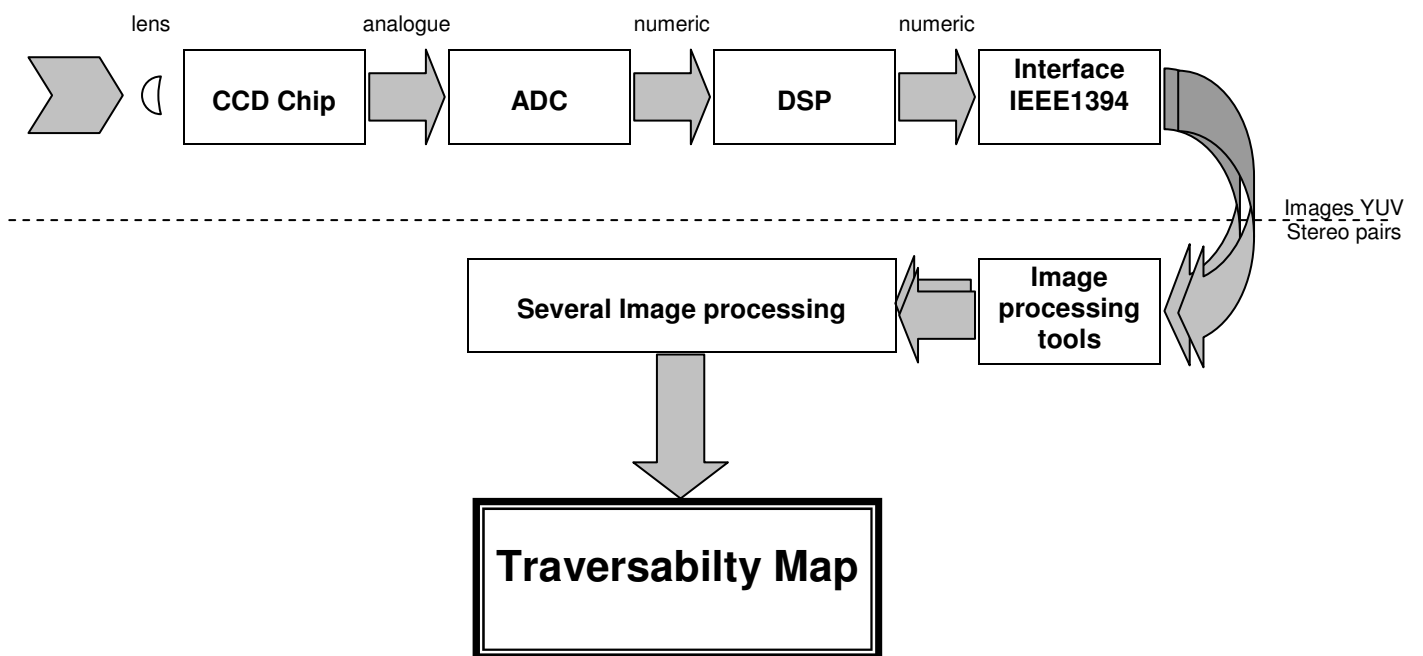 lens
analogue
numeric
numeric
CCD Chip
ADC
DSP
Interface
IEEE1394
Images YUV
Stereo pairs
Several Image processing
Image
processing
tools
Traversabilty Map